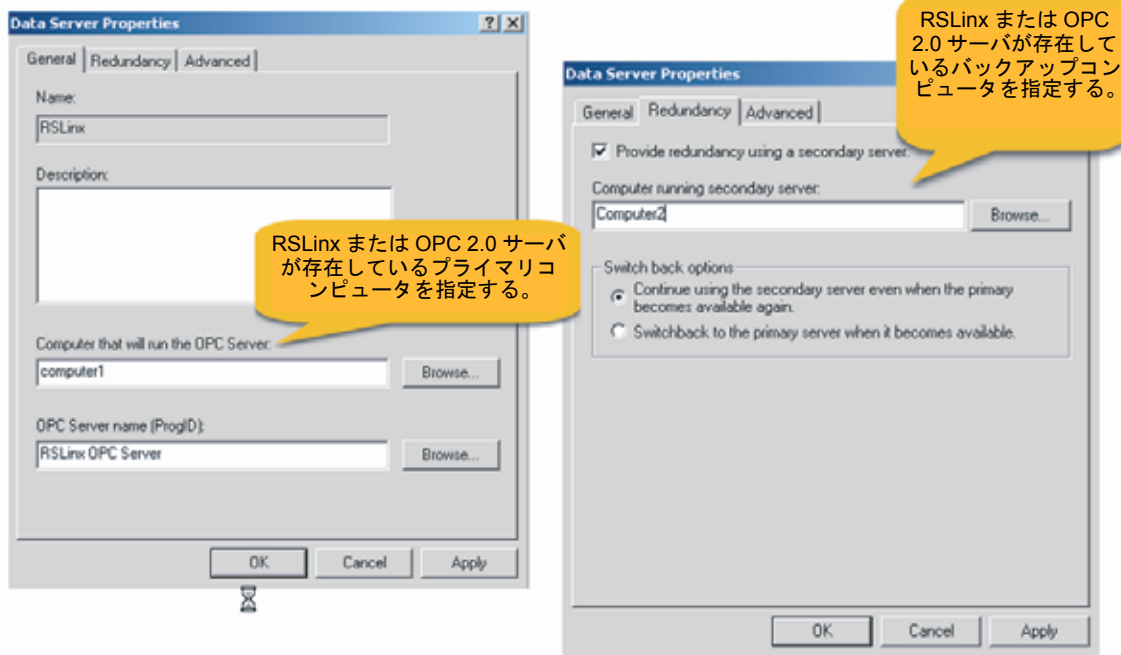 Data Server Properties
General Redundancy Advanced
Name:
RSLinx
Description:
RSLinx または OPC 2.0 サーバ
が存在しているプライマリコ
ンピュータを指定する。
Computer that will run the OPC Server:
computer1
Browse...
OPC Server name (ProgID):
RSLinx OPC Server
Browse...
OK Cancel Apply
RSLinx または OPC
2.0 サーバが存在して
いるバックアップコン
ピュータを指定する。
Data Server Properties
General Redundancy Advanced
Provide redundancy using a secondary server.
Computer running secondary server:
Computer2
Browse...
Switch back options
Continue using the secondary server even when the primary
becomes available again.
Switchback to the primary server when it becomes available.
OK Cancel Apply